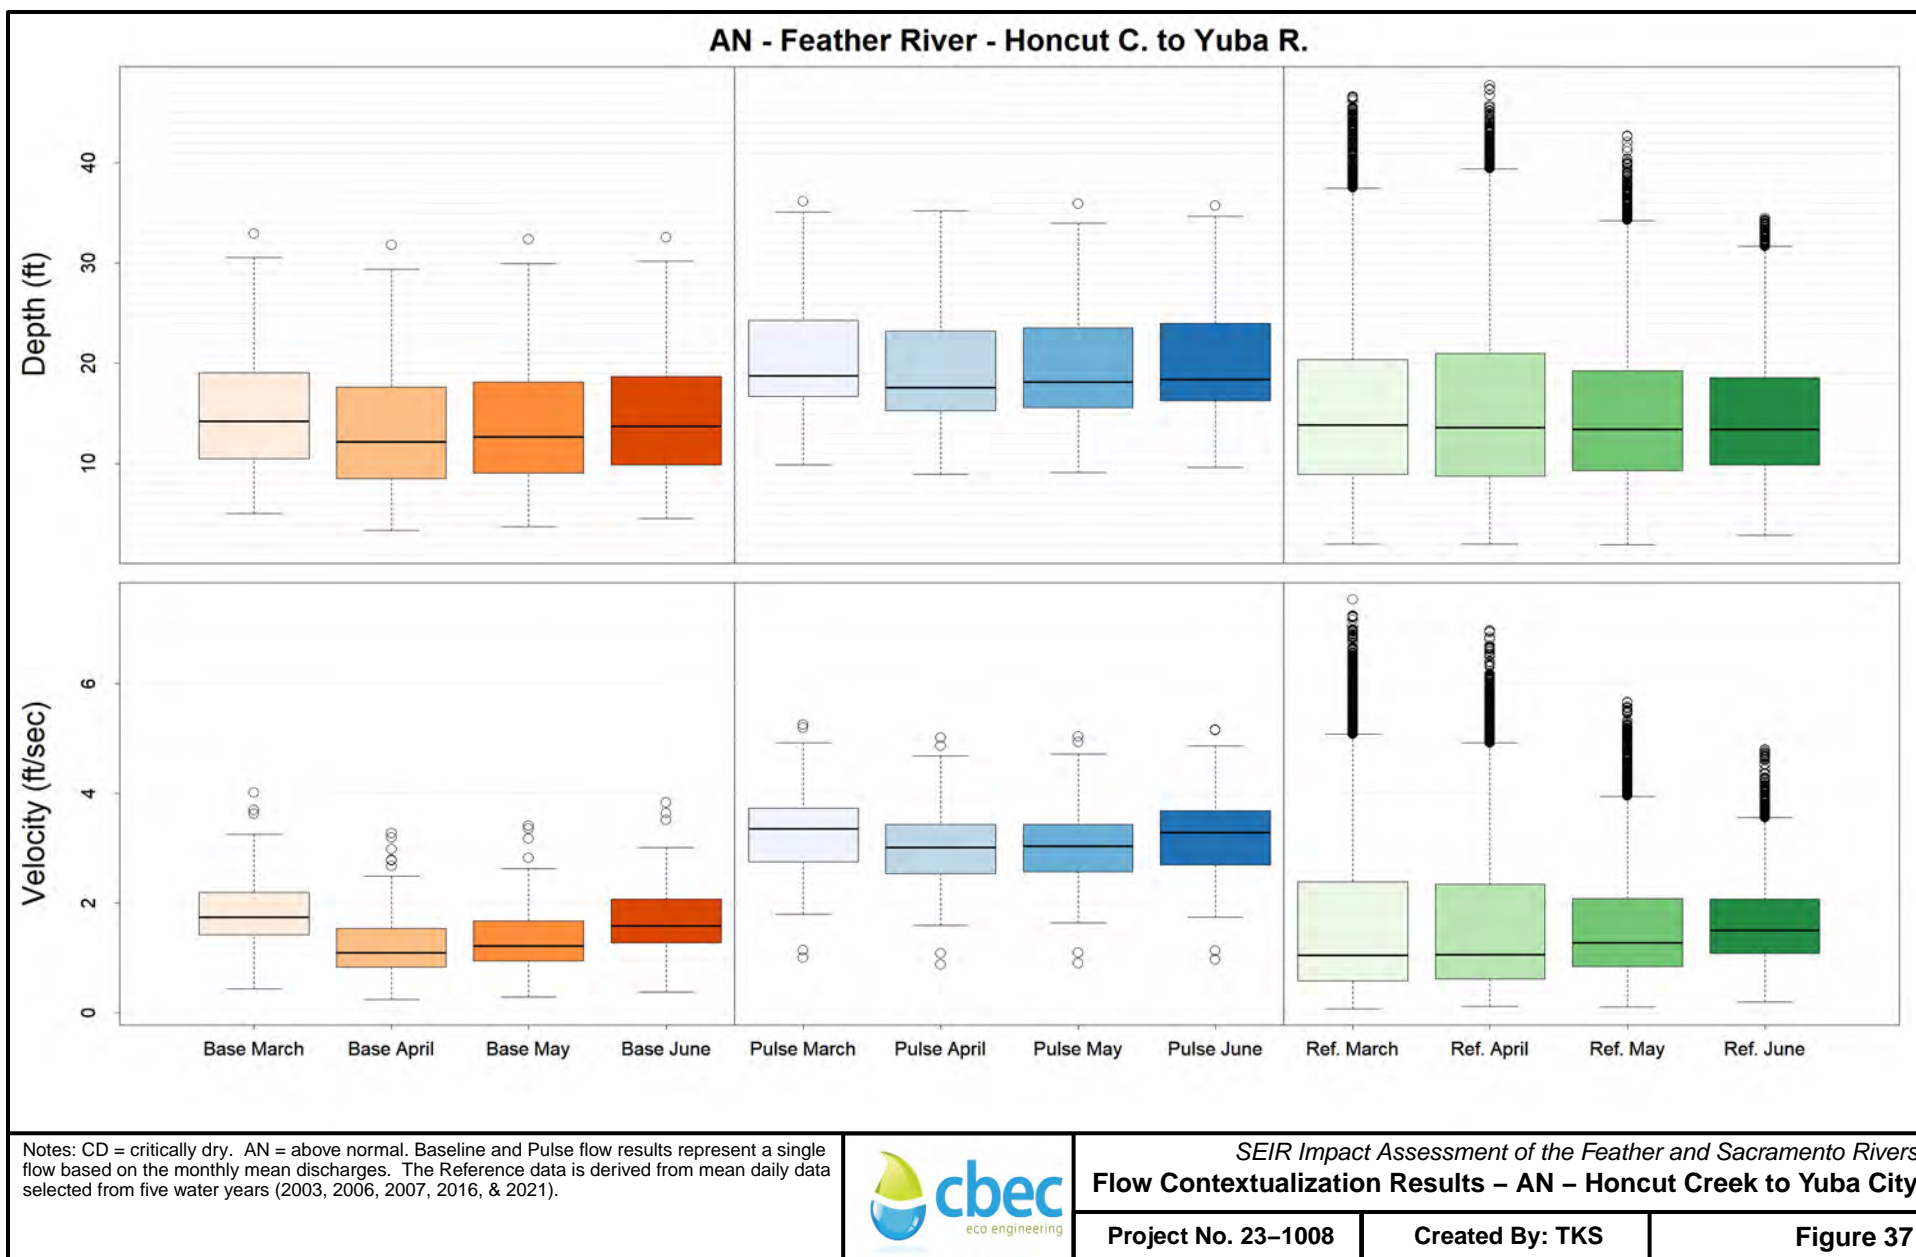 AN - Feather River - Honcut C. to Yuba R.
Depth (ft)
40
30
20
10
Velocity (ft/sec)
6
4
2
0
Base March
Base April
Base May
Base June
Pulse March
Pulse April
Pulse May
Pulse June
Ref. March
Ref. April
Ref. May
Ref. June
Notes: CD = critically dry.  AN = above normal. Baseline and Pulse flow results represent a single
flow based on the monthly mean discharges.  The Reference data is derived from mean daily data
selected from five water years (2003, 2006, 2007, 2016, & 2021).
cbec
eco engineering
SEIR Impact Assessment of the Feather and Sacramento Rivers
Flow Contextualization Results – AN – Honcut Creek to Yuba City
Project No. 23–1008
Created By: TKS
Figure 37